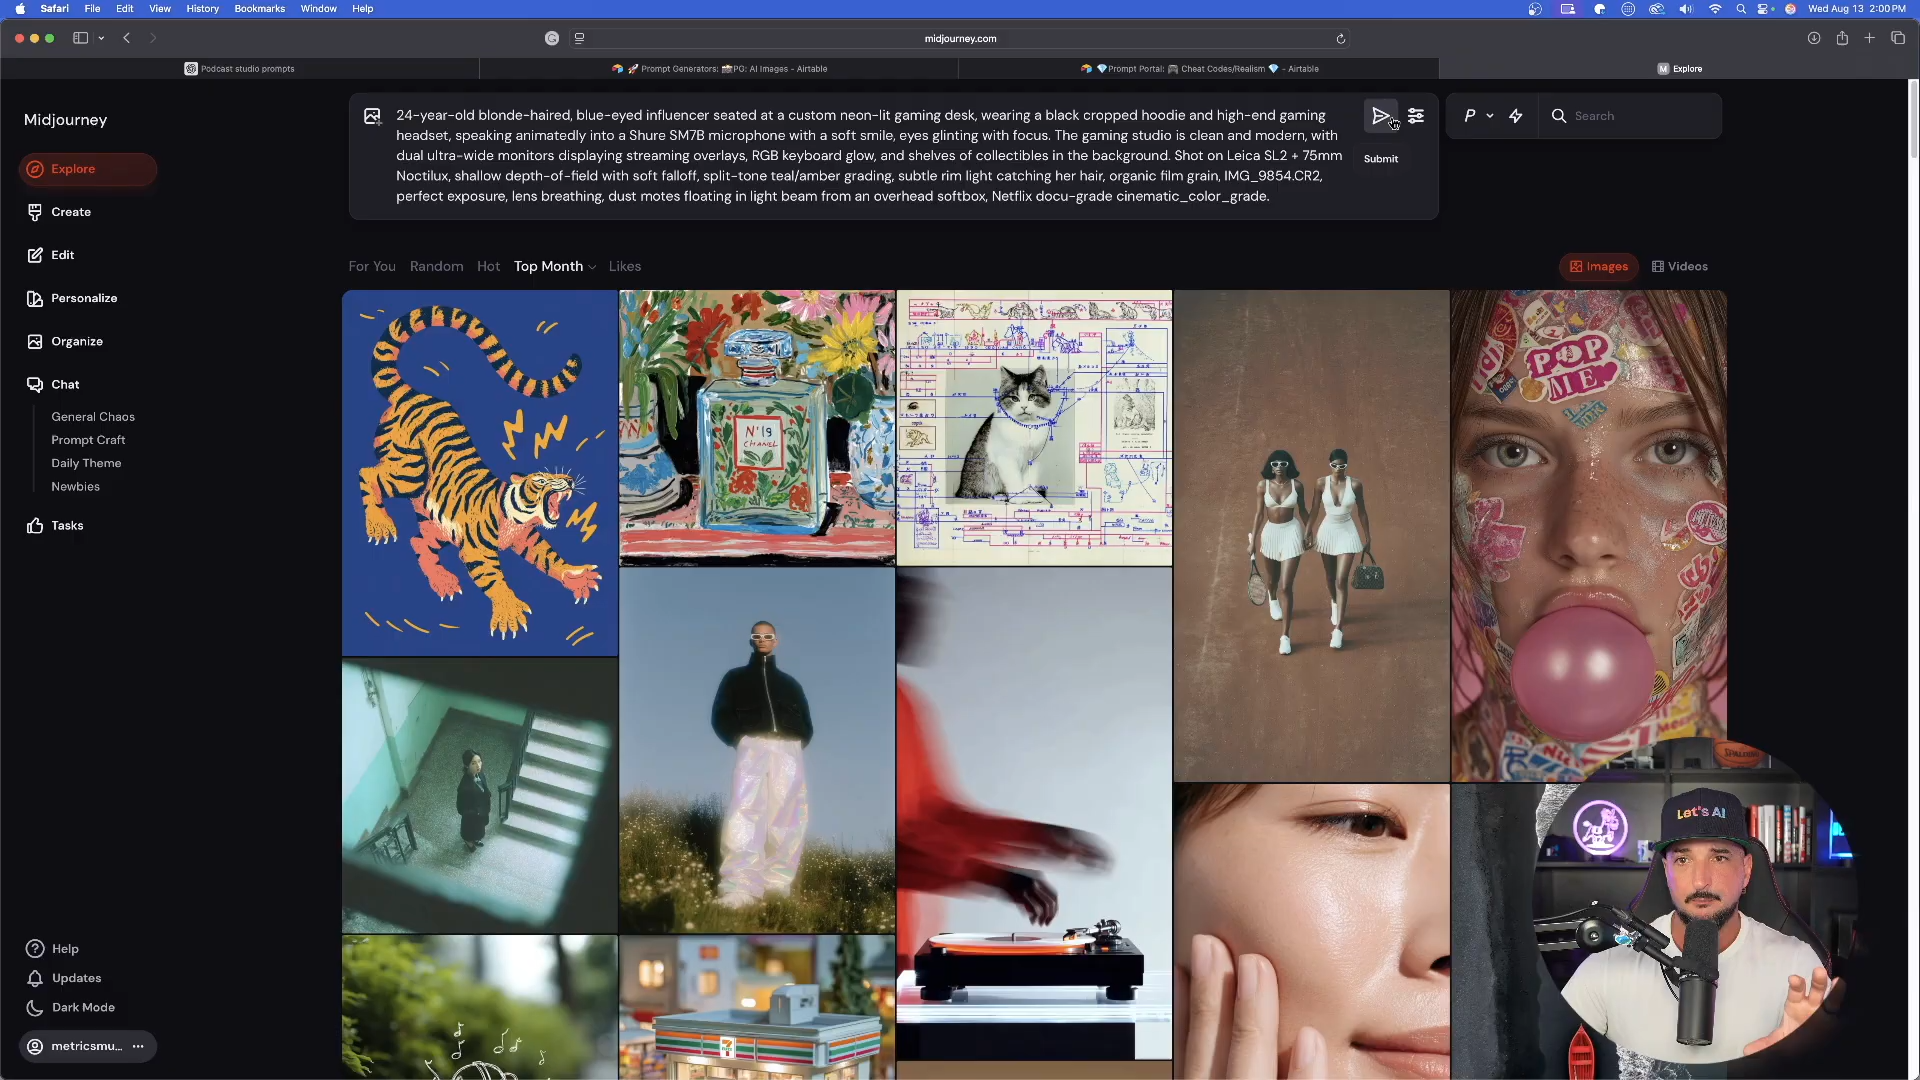 Safari File Edit View History Bookmarks Window Help
Wed Aug 13 2:00 PM
midjourney.com
Podcast studio prompts
Prompt Generators: PG: AI Images - Airtable
Prompt Portal: Cheat Codes/Realism - Airtable
Explore
Midjourney
24-year-old blonde-haired, blue-eyed influencer seated at a custom neon-lit gaming desk, wearing a black cropped hoodie and high-end gaming
headset, speaking animatedly into a Shure SM7B microphone with a soft smile, eyes glinting with focus. The gaming studio is clean and modern, with
dual ultra-wide monitors displaying streaming overlays, RGB keyboard glow, and shelves of collectibles in the background. Shot on Leica SL2 + 75mm
Noctilux, shallow depth-of-field with soft falloff, split-tone teal/amber grading, subtle rim light catching her hair, organic film grain, IMG_9854.CR2,
perfect exposure, lens breathing, dust motes floating in light beam from an overhead softbox, Netflix docu-grade cinematic_color_grade.
Submit
P
Search
Explore
Create
Edit
Personalize
Organize
Chat
General Chaos
Prompt Craft
Daily Theme
Newbies
Tasks
For You Random Hot Top Month Likes
Images Videos
N°19
CHANEL
POP
ME
SPALDING
Let's AI
7
Help
Updates
Dark Mode
metricsmu... ...